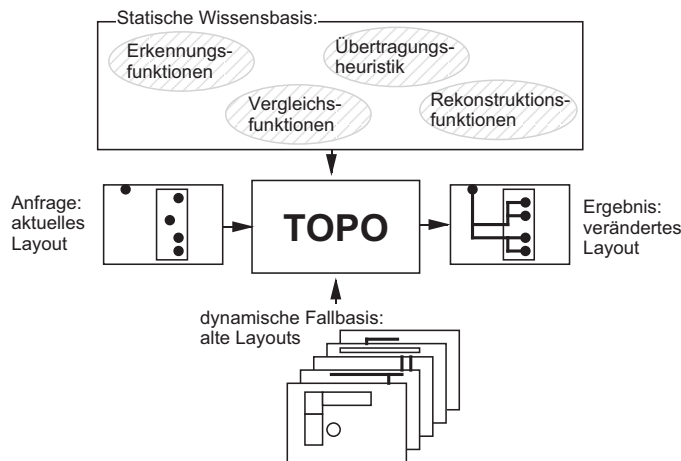 Statische Wissensbasis:
Erkennungs-
funktionen
Übertragungs-
heuristik
Vergleichs-
funktionen
Rekonstruktions-
funktionen
Anfrage:
aktuelles
Layout
TOPO
Ergebnis:
verändertes
Layout
dynamische Fallbasis:
alte Layouts